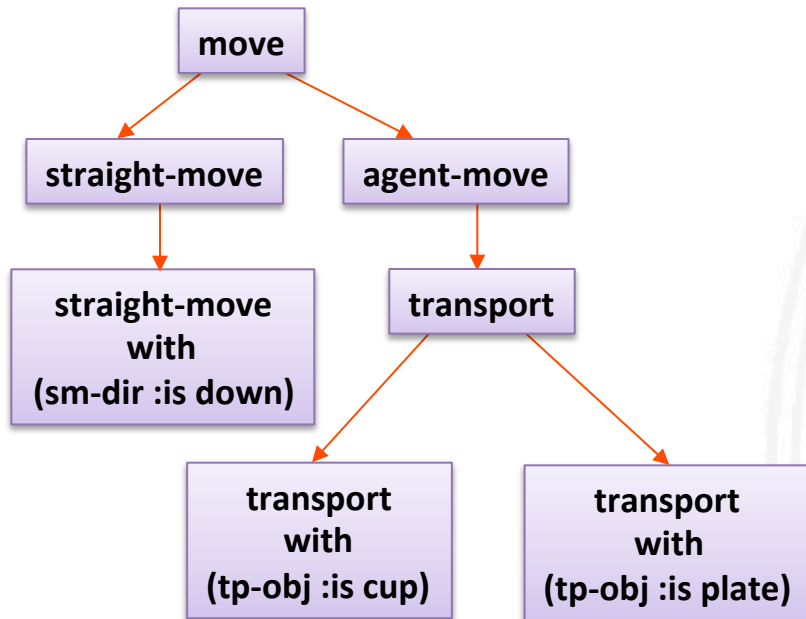 move
straight-move
agent-move
straight-move
with
(sm-dir :is down)
transport
transport
with
(tp-obj :is cup)
transport
with
(tp-obj :is plate)